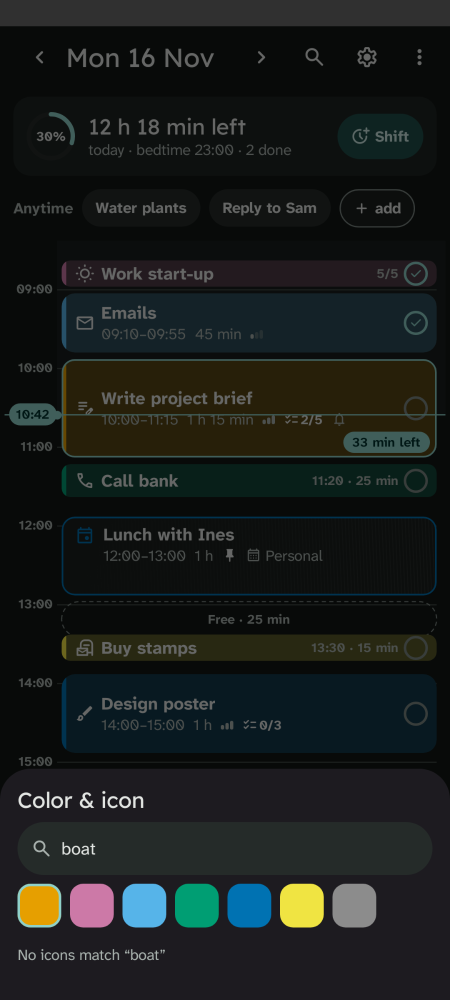 Mon 16 Nov
30%
12 h 18 min left
today · bedtime 23:00 · 2 done
Shift
Anytime
Water plants
Reply to Sam
+ add
Work start-up
5/5
09:00
Emails
09:10–09:55 45 min
10:00
Write project brief
10:00–11:15 1 h 15 min 2/5
10:42
33 min left
11:00
Call bank
11:20 · 25 min
12:00
Lunch with Ines
12:00–13:00 1 h Personal
13:00
Free · 25 min
Buy stamps
13:30 · 15 min
14:00
Design poster
14:00–15:00 1 h 0/3
15:00
Color & icon
boat
No icons match “boat”